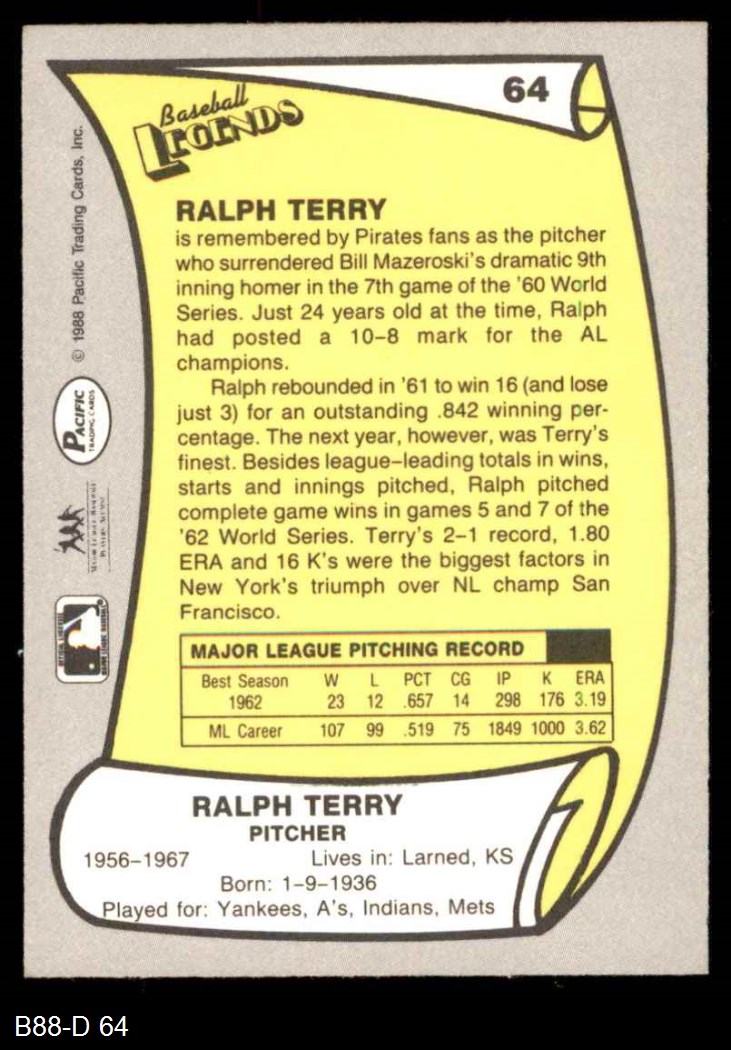 64
Baseball
LEGENDS
RALPH TERRY
is remembered by Pirates fans as the pitcher
who surrendered Bill Mazeroski's dramatic 9th
inning homer in the 7th game of the '60 World
Series. Just 24 years old at the time, Ralph
had posted a 10-8 mark for the AL
champions.
Ralph rebounded in '61 to win 16 (and lose
just 3) for an outstanding .842 winning per-
centage. The next year, however, was Terry's
finest. Besides league-leading totals in wins,
starts and innings pitched, Ralph pitched
complete game wins in games 5 and 7 of the
'62 World Series. Terry's 2-1 record, 1.80
ERA and 16 K's were the biggest factors in
New York's triumph over NL champ San
Francisco.
MAJOR LEAGUE PITCHING RECORD
Best Season W L PCT CG IP K ERA
1962 23 12 .657 14 298 176 3.19
ML Career 107 99 .519 75 1849 1000 3.62
RALPH TERRY
PITCHER
1956-1967 Lives in: Larned, KS
Born: 1-9-1936
Played for: Yankees, A's, Indians, Mets
© 1988 Pacific Trading Cards, Inc.
PACIFIC
TRADING CARDS
B88-D 64